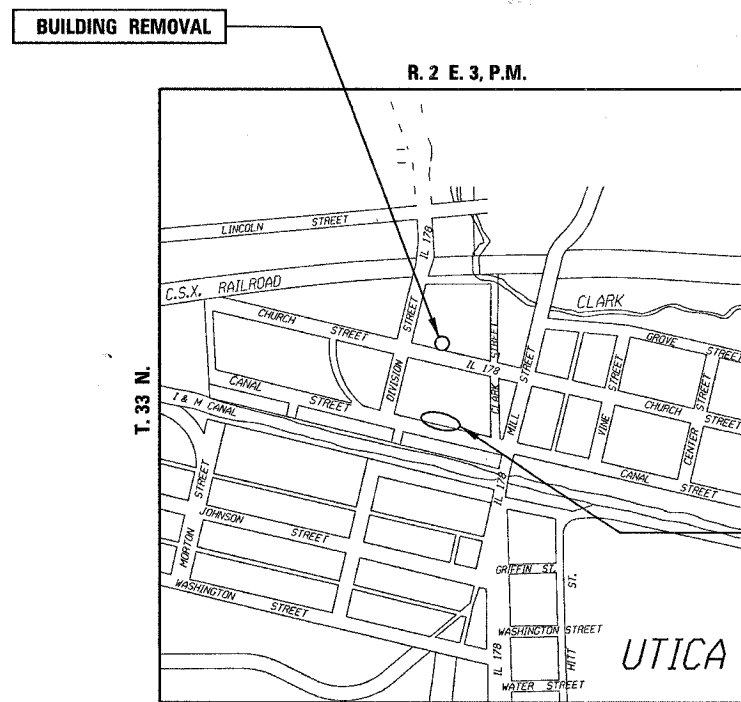 BUILDING REMOVAL
R. 2 E. 3, P.M.
T. 33 N.
LINCOLN STREET
IL 178
C.S.X. RAILROAD
CLARK
CHURCH STREET
DIVISION STREET
CLARK STREET
IL 178
MILL STREET
GROVE STREET
VINE STREET
CENTER STREET
CHURCH STREET
CANAL STREET
I & M CANAL
CANAL STREET
IL 178
MORTON STREET
JOHNSON STREET
WASHINGTON STREET
GRIFFIN ST.
HITT ST.
WASHINGTON STREET
IL 178
WATER STREET
UTICA